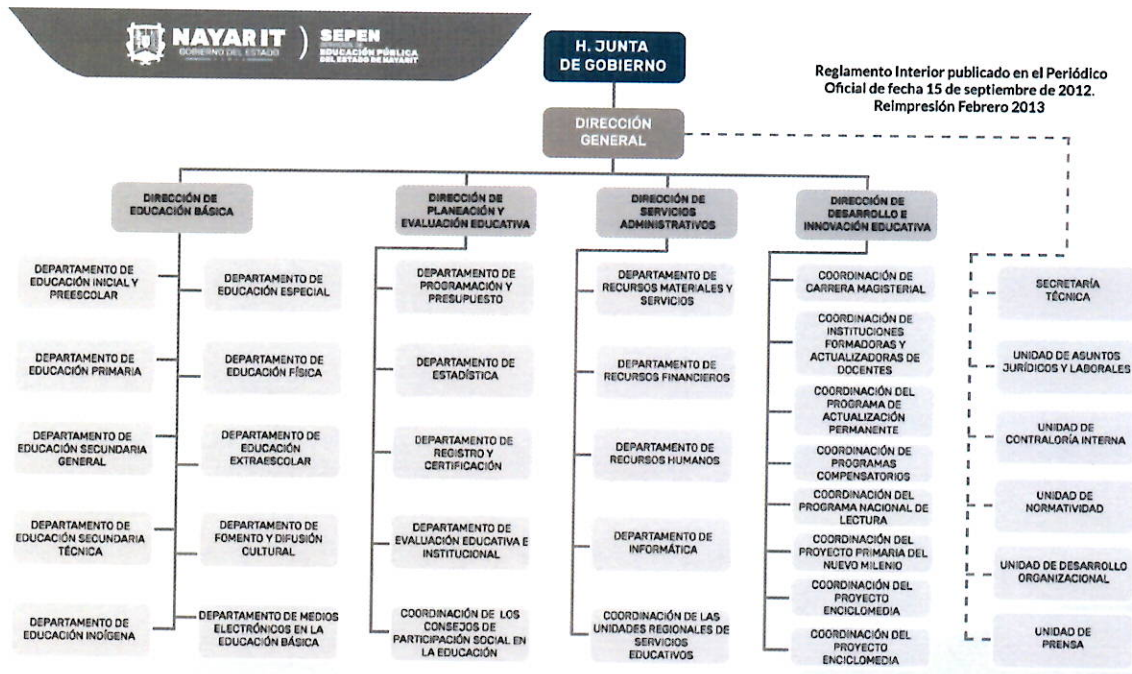 NAYARIT
GOBIERNO DEL ESTADO
SEPEN
SERVICIOS DE
EDUCACIÓN PÚBLICA
DEL ESTADO DE NAYARIT
H. JUNTA
DE GOBIERNO
Reglamento Interior publicado en el Periódico
Oficial de fecha 15 de septiembre de 2012.
Reimpresión Febrero 2013
DIRECCIÓN
GENERAL
DIRECCIÓN DE
EDUCACIÓN BÁSICA
DEPARTAMENTO DE
EDUCACIÓN INICIAL Y
PREESCOLAR
DEPARTAMENTO DE
EDUCACIÓN ESPECIAL
DEPARTAMENTO DE
EDUCACIÓN PRIMARIA
DEPARTAMENTO DE
EDUCACIÓN FÍSICA
DEPARTAMENTO DE
EDUCACIÓN SECUNDARIA
GENERAL
DEPARTAMENTO DE
EDUCACIÓN
EXTRAESCOLAR
DEPARTAMENTO DE
EDUCACIÓN SECUNDARIA
TÉCNICA
DEPARTAMENTO DE
FOMENTO Y DIFUSIÓN
CULTURAL
DEPARTAMENTO DE
EDUCACIÓN INDÍGENA
DEPARTAMENTO DE MEDIOS
ELECTRÓNICOS EN LA
EDUCACIÓN BÁSICA
DIRECCIÓN DE
PLANEACIÓN Y
EVALUACIÓN EDUCATIVA
DEPARTAMENTO DE
PROGRAMACIÓN Y
PRESUPUESTO
DEPARTAMENTO DE
ESTADÍSTICA
DEPARTAMENTO DE
REGISTRO Y
CERTIFICACIÓN
DEPARTAMENTO DE
EVALUACIÓN EDUCATIVA E
INSTITUCIONAL
COORDINACIÓN DE LOS
CONSEJOS DE
PARTICIPACIÓN SOCIAL EN
LA EDUCACIÓN
DIRECCIÓN DE
SERVICIOS
ADMINISTRATIVOS
DEPARTAMENTO DE
RECURSOS MATERIALES Y
SERVICIOS
DEPARTAMENTO DE
RECURSOS FINANCIEROS
DEPARTAMENTO DE
RECURSOS HUMANOS
DEPARTAMENTO DE
INFORMÁTICA
COORDINACIÓN DE LAS
UNIDADES REGIONALES DE
SERVICIOS
EDUCATIVOS
DIRECCIÓN DE
DESARROLLO E
INNOVACIÓN EDUCATIVA
COORDINACIÓN DE
CARRERA MAGISTERIAL
COORDINACIÓN DE
INSTITUCIONES
FORMADORAS Y
ACTUALIZADORAS DE
DOCENTES
COORDINACIÓN DEL
PROGRAMA DE
ACTUALIZACIÓN
PERMANENTE
COORDINACIÓN DE
PROGRAMAS
COMPENSATORIOS
COORDINACIÓN DEL
PROGRAMA NACIONAL DE
LECTURA
COORDINACIÓN DEL
PROYECTO PRIMARIA DEL
NUEVO MILENIO
COORDINACIÓN DEL
PROYECTO
ENCICLOMEDIA
COORDINACIÓN DEL
PROYECTO
ENCICLOMEDIA
SECRETARÍA
TÉCNICA
UNIDAD DE ASUNTOS
JURÍDICOS Y LABORALES
UNIDAD DE
CONTRALORÍA INTERNA
UNIDAD DE
NORMATIVIDAD
UNIDAD DE DESARROLLO
ORGANIZACIONAL
UNIDAD DE
PRENSA